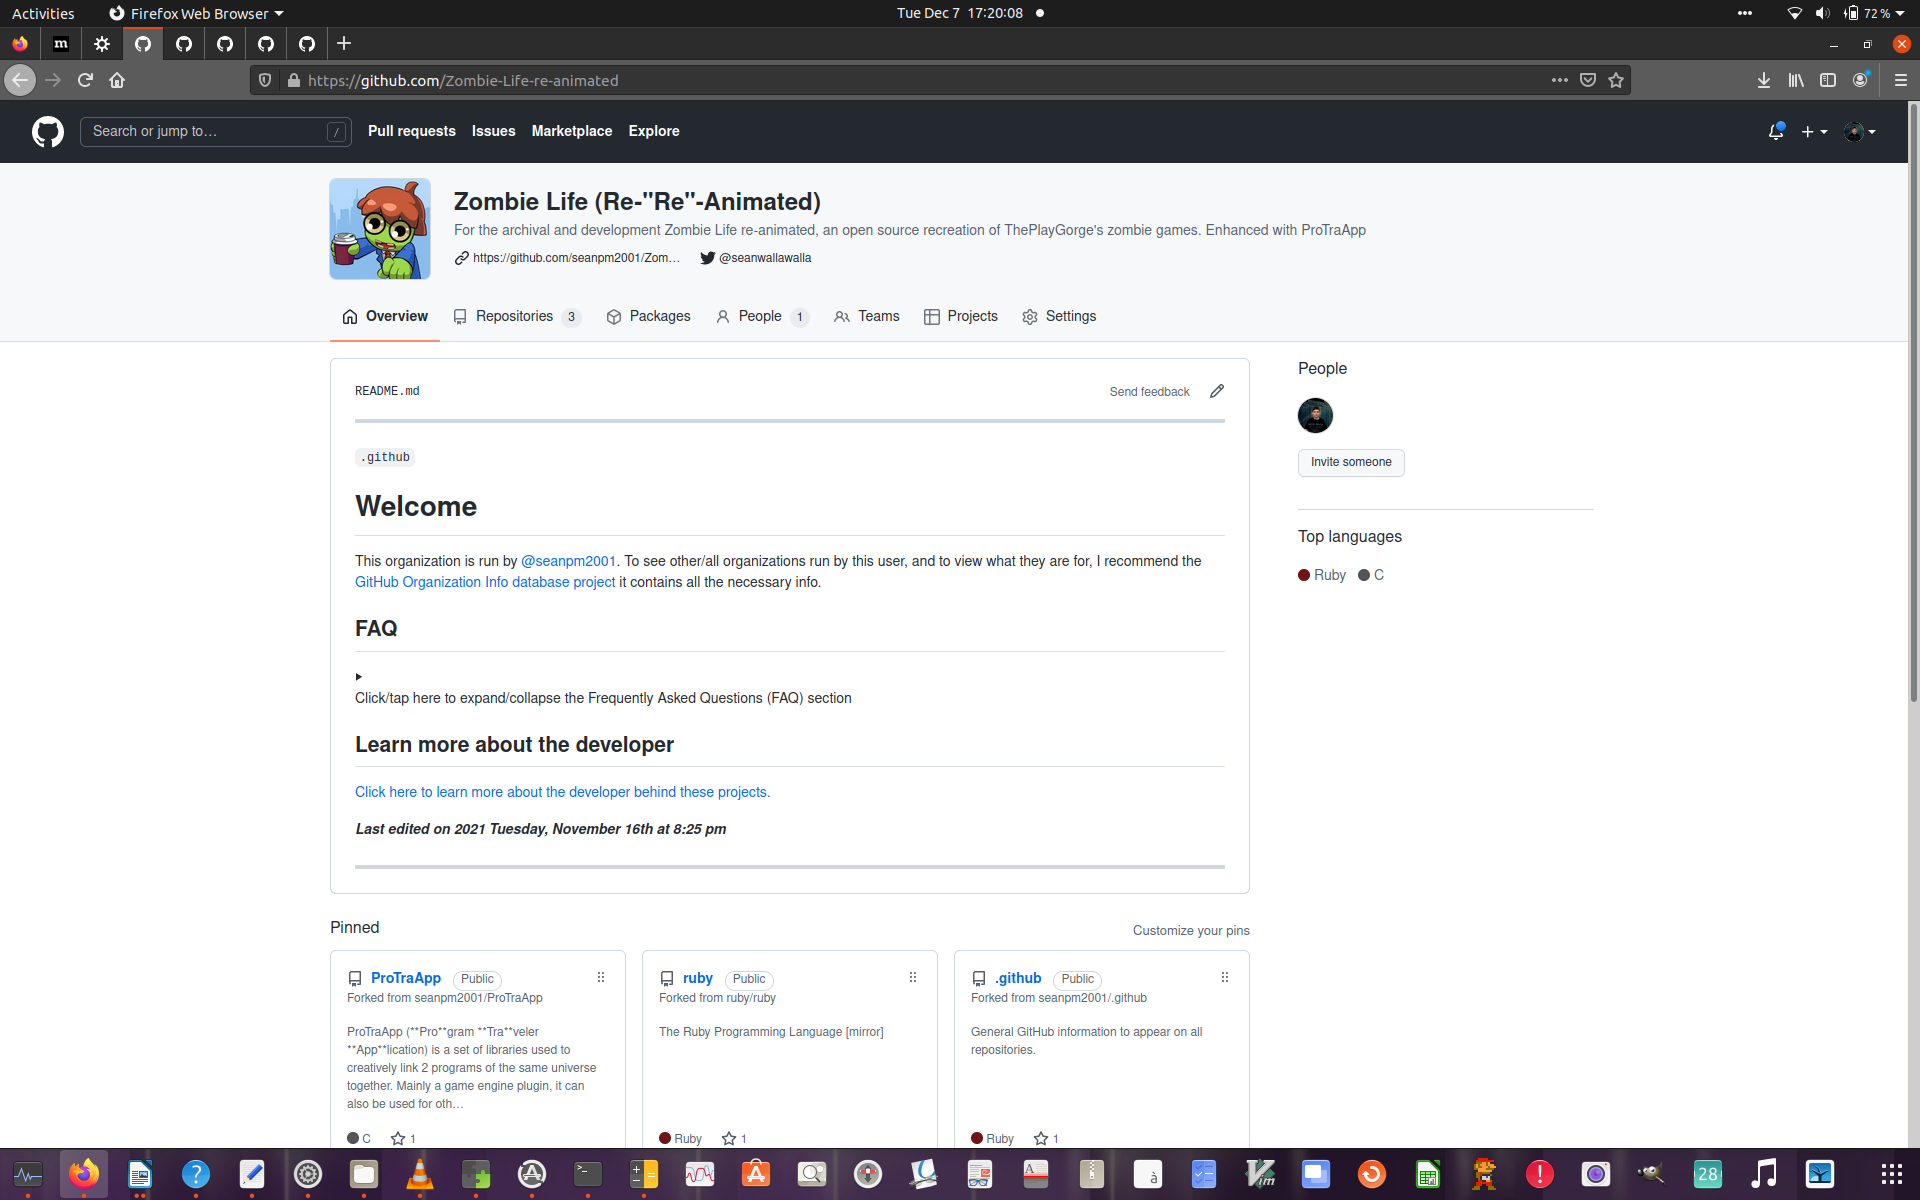 Activities
Firefox Web Browser
Tue Dec 7 17:20:08
72 %
m
https://github.com/Zombie-Life-re-animated
Search or jump to…
/
Pull requests
Issues
Marketplace
Explore
Zombie Life (Re-"Re"-Animated)
For the archival and development Zombie Life re-animated, an open source recreation of ThePlayGorge's zombie games. Enhanced with ProTraApp
https://github.com/seanpm2001/Zom…
@seanwallawalla
Overview
Repositories 3
Packages
People 1
Teams
Projects
Settings
README.md
Send feedback
.github
Welcome
This organization is run by @seanpm2001. To see other/all organizations run by this user, and to view what they are for, I recommend the
GitHub Organization Info database project it contains all the necessary info.
FAQ
Click/tap here to expand/collapse the Frequently Asked Questions (FAQ) section
Learn more about the developer
Click here to learn more about the developer behind these projects.
Last edited on 2021 Tuesday, November 16th at 8:25 pm
People
Invite someone
Top languages
Ruby
C
Pinned
Customize your pins
ProTraApp Public
Forked from seanpm2001/ProTraApp
ProTraApp (**Pro**gram **Tra**veler
**App**lication) is a set of libraries used to
creatively link 2 programs of the same universe
together. Mainly a game engine plugin, it can
also be used for oth…
C 1
ruby Public
Forked from ruby/ruby
The Ruby Programming Language [mirror]
Ruby 1
.github Public
Forked from seanpm2001/.github
General GitHub information to appear on all
repositories.
Ruby 1
28